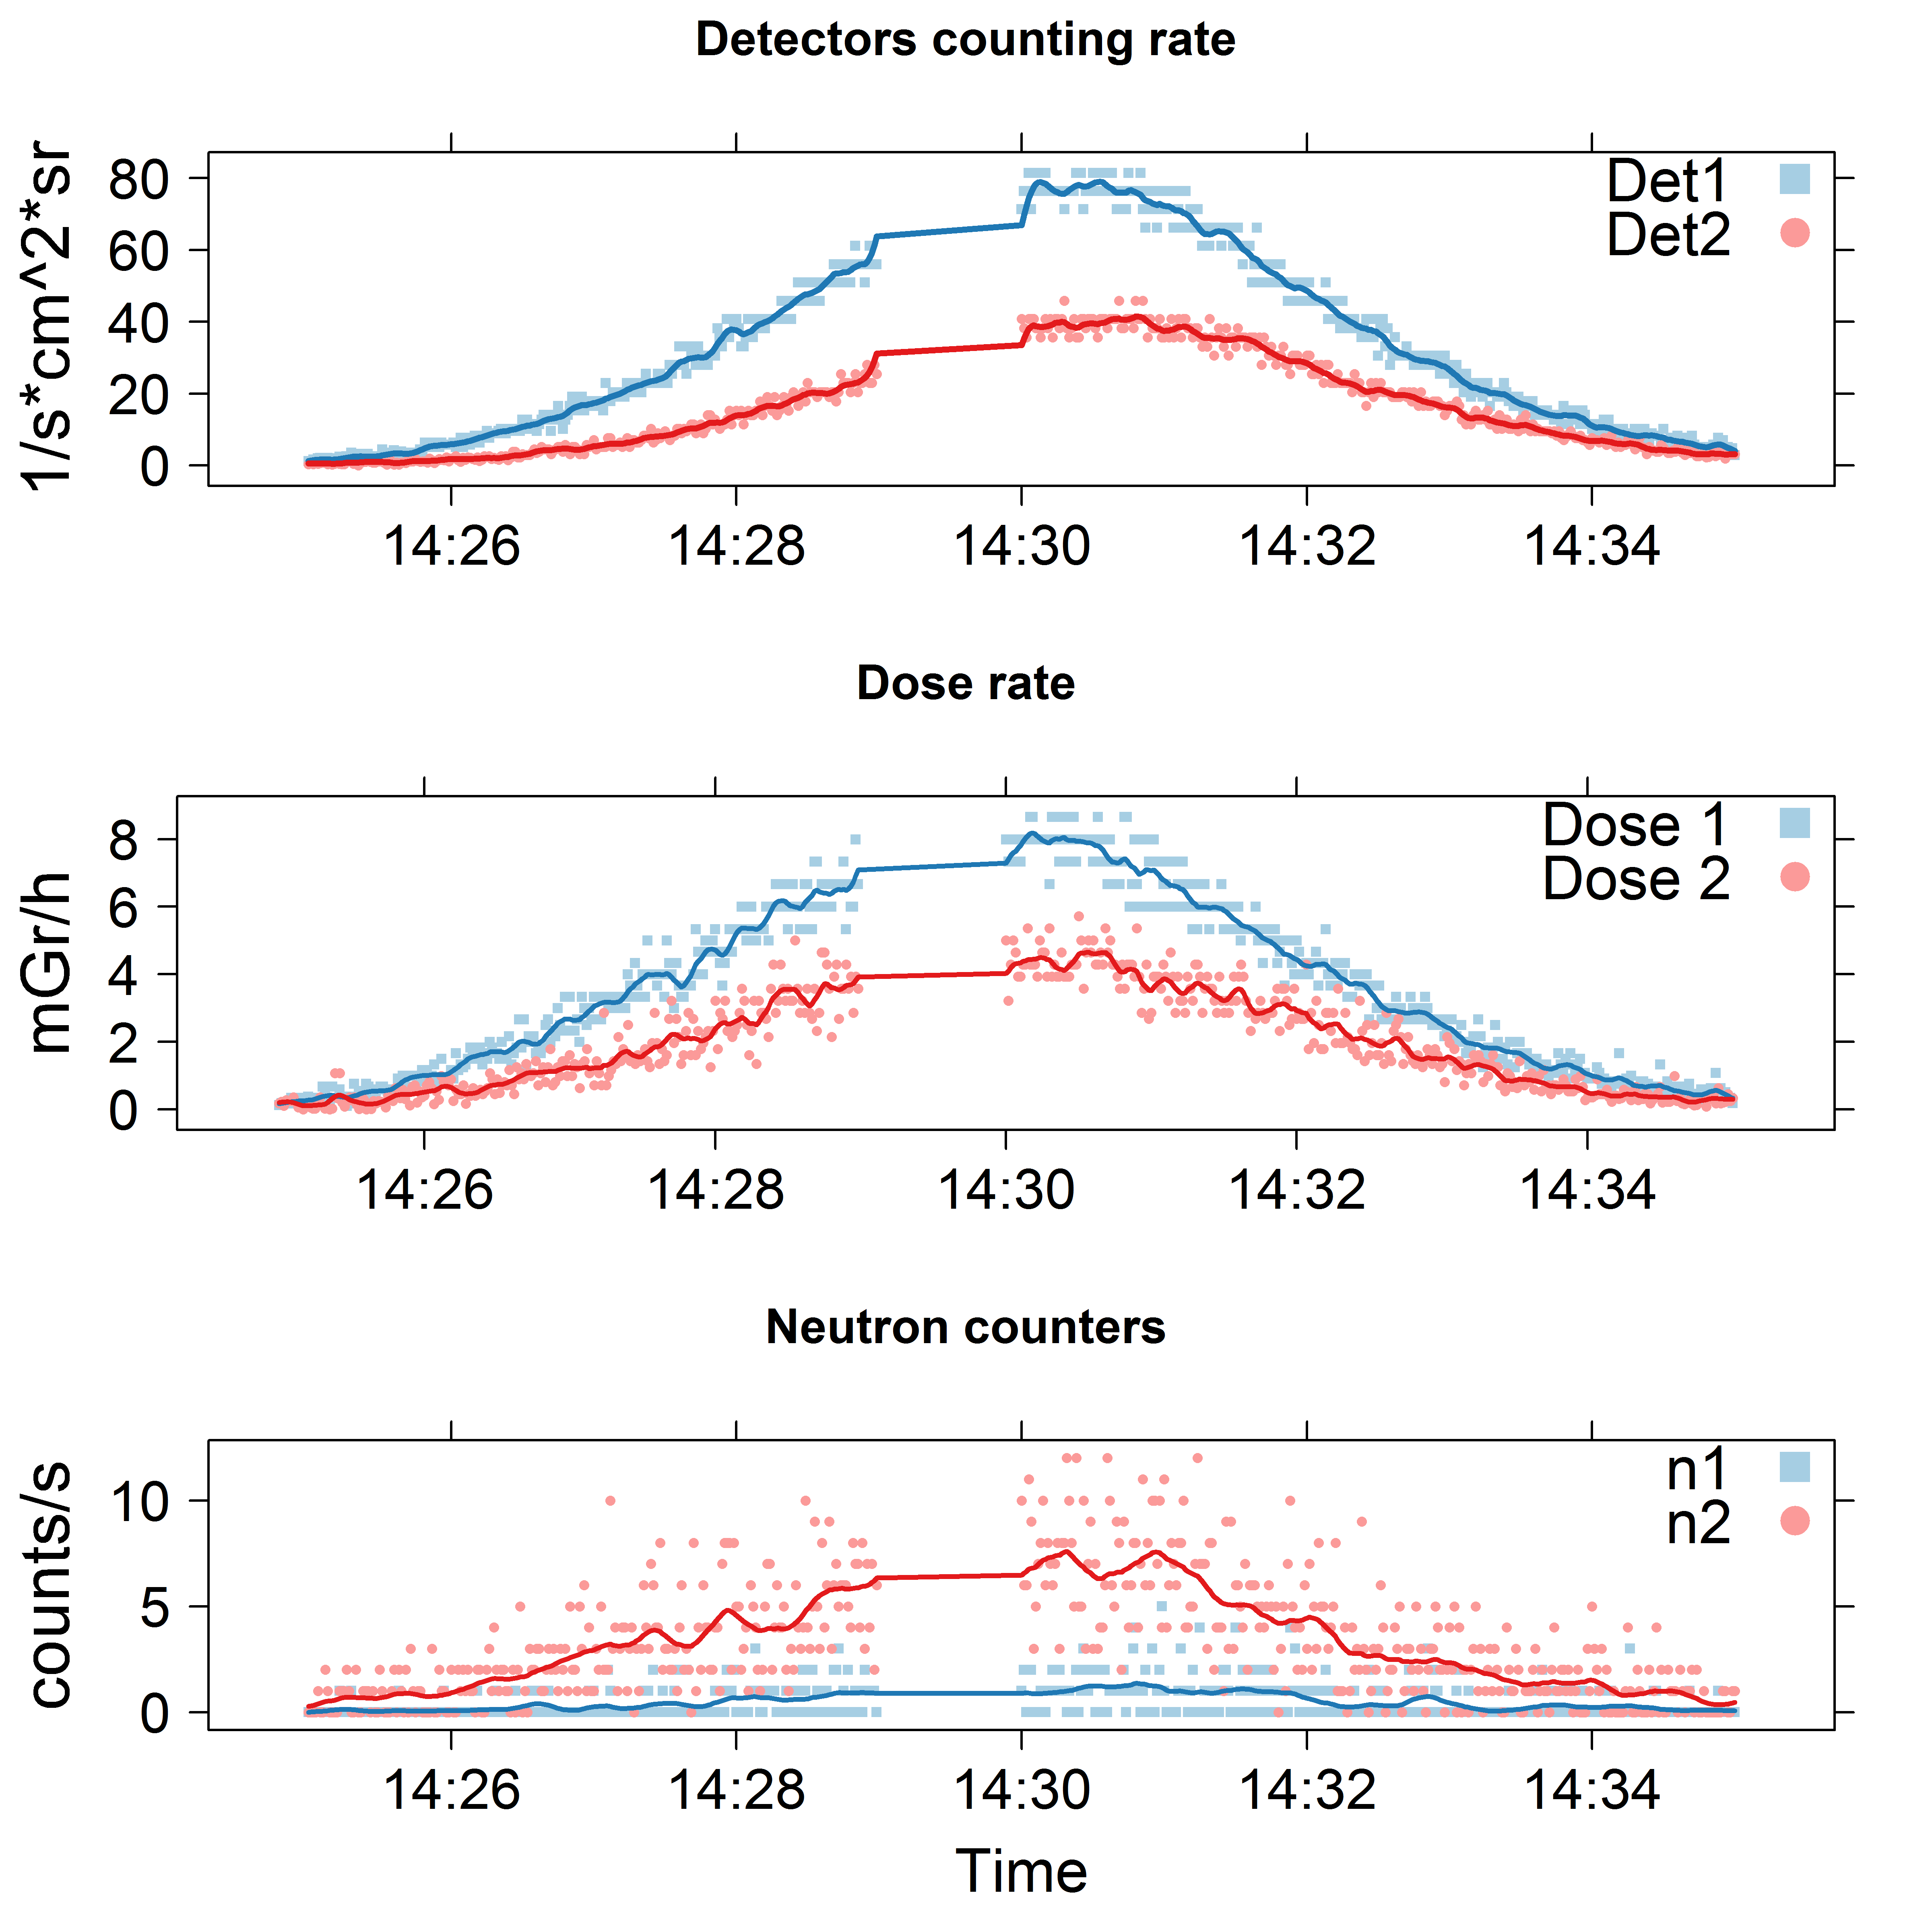 Detectors counting rate
1/s*cm^2*sr
80
60
40
20
0
Det1
Det2
14:26 14:28 14:30 14:32 14:34
Dose rate
mGr/h
8
6
4
2
0
Dose 1
Dose 2
14:26 14:28 14:30 14:32 14:34
Neutron counters
counts/s
10
5
0
n1
n2
14:26 14:28 14:30 14:32 14:34
Time